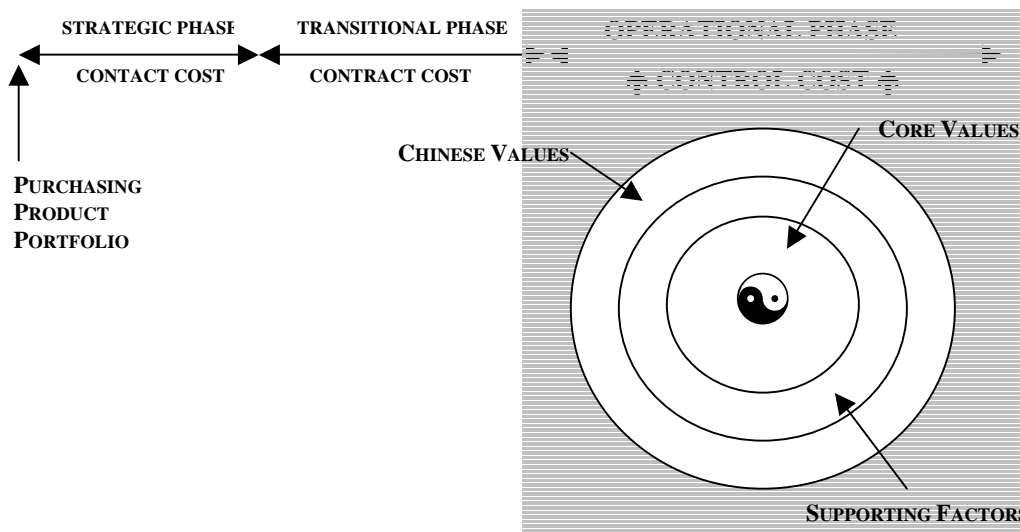 STRATEGIC PHASE
TRANSITIONAL PHASE
OPERATIONAL PHASE
CONTACT COST
CONTRACT COST
CONTROL COST
CORE VALUES
CHINESE VALUES
PURCHASING
PRODUCT
PORTFOLIO
SUPPORTING FACTORS